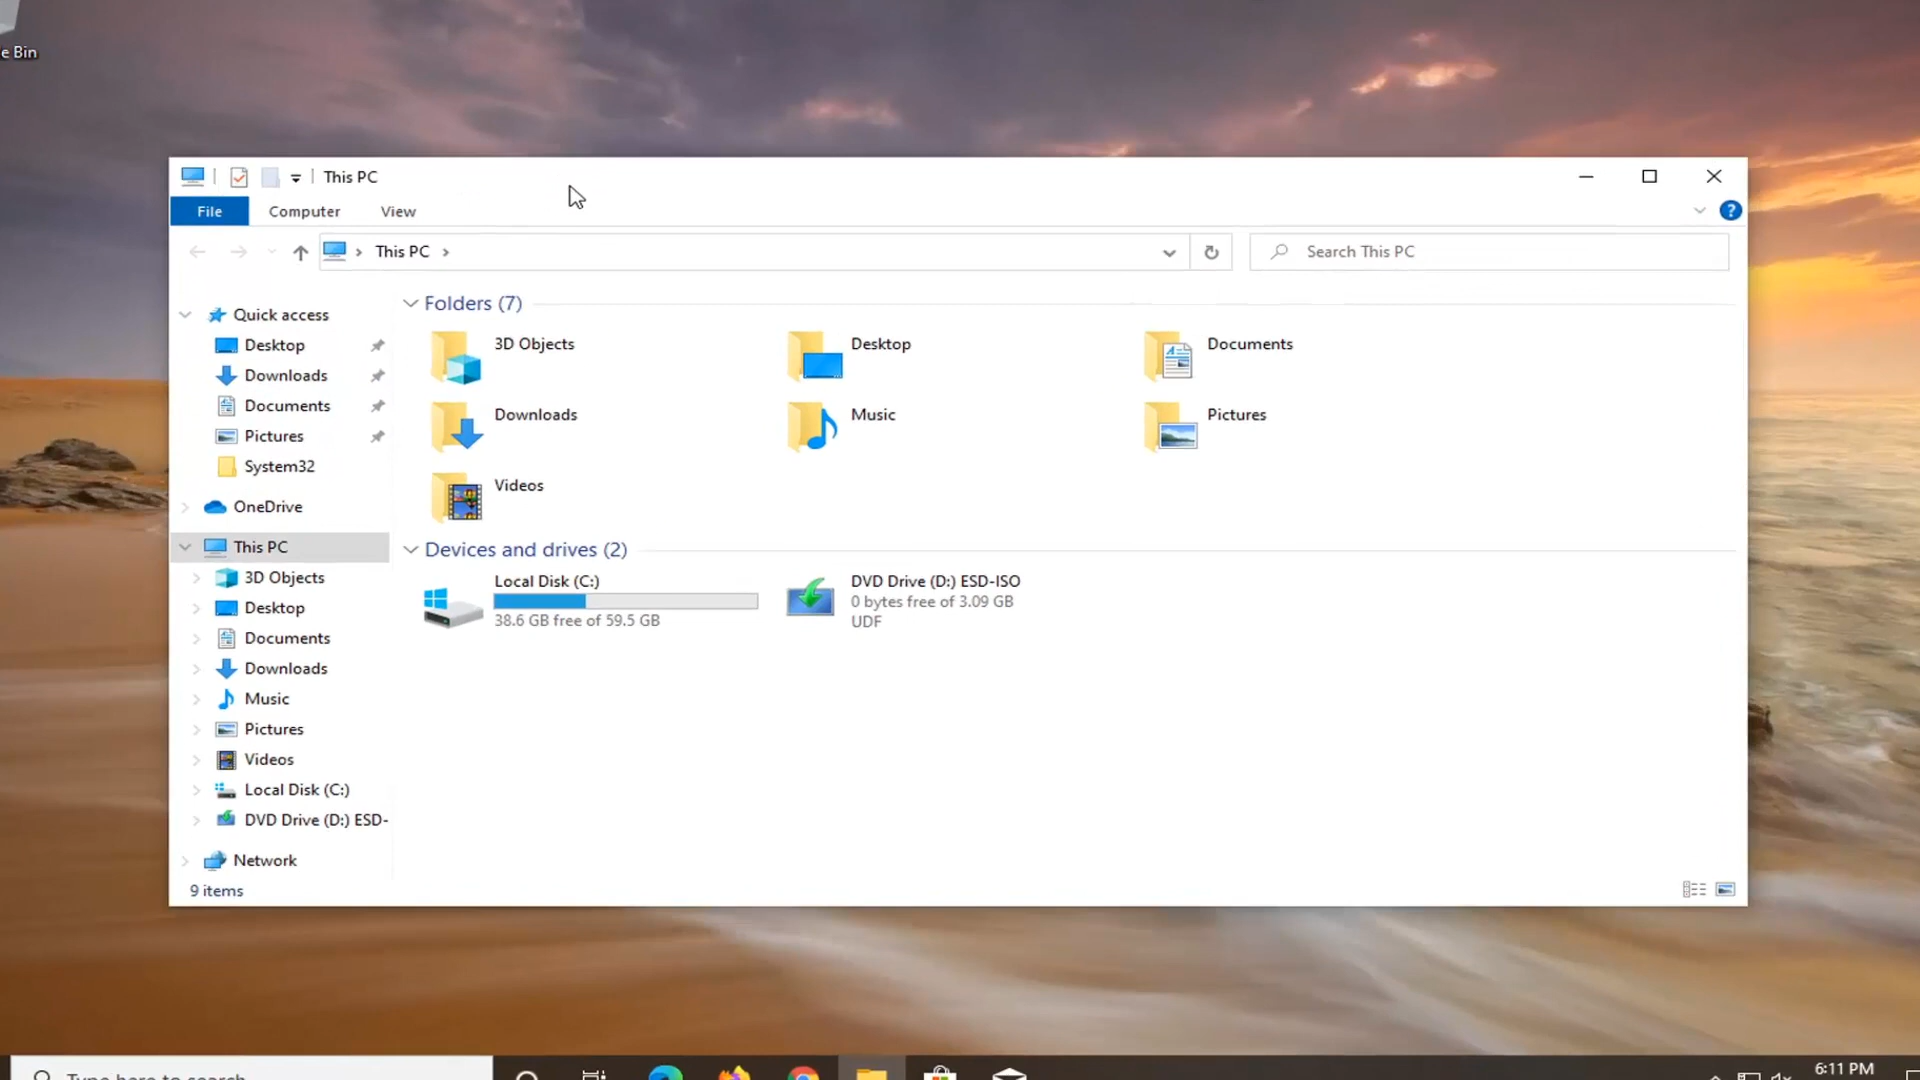 e Bin
This PC
File
Computer
View
This PC
Search This PC
Quick access
Desktop
Downloads
Documents
Pictures
System32
OneDrive
This PC
3D Objects
Desktop
Documents
Downloads
Music
Pictures
Videos
Local Disk (C:)
DVD Drive (D:) ESD-
Network
9 items
Folders (7)
3D Objects
Desktop
Documents
Downloads
Music
Pictures
Videos
Devices and drives (2)
Local Disk (C:)
38.6 GB free of 59.5 GB
DVD Drive (D:) ESD-ISO
0 bytes free of 3.09 GB
UDF
Type here to search
6:11 PM